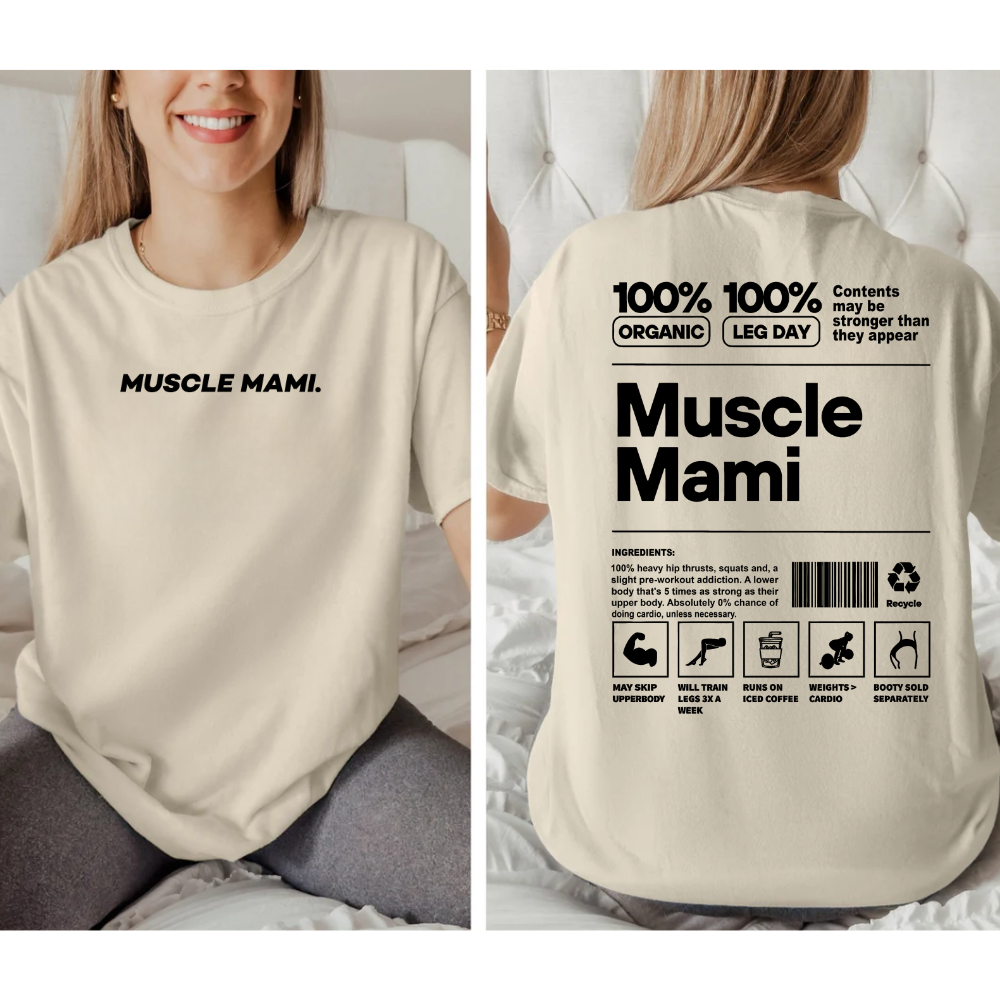 MUSCLE MAMI.
100% 100%
ORGANIC LEG DAY
Contents
may be
stronger than
they appear
Muscle
Mami
INGREDIENTS:
100% heavy hip thrusts, squats and, a
slight pre-workout addiction. A lower
body that's 5 times as strong as their
upper body. Absolutely 0% chance of
doing cardio, unless necessary.
Recycle
MAY SKIP
UPPERBODY
WILL TRAIN
LEGS 3X A
WEEK
RUNS ON
ICED COFFEE
WEIGHTS >
CARDIO
BOOTY SOLD
SEPARATELY